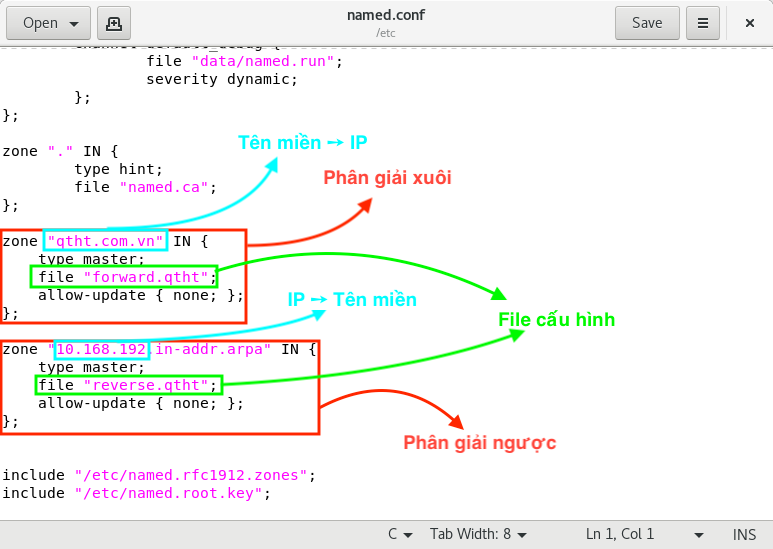 Open
named.conf
/etc
Save
channel default_debug {
file "data/named.run";
severity dynamic;
};
};
Tên miền → IP
zone "." IN {
type hint;
file "named.ca";
};
Phân giải xuôi
zone "qtht.com.vn" IN {
type master;
file "forward.qtht";
allow-update { none; };
};
IP → Tên miền
File cấu hình
zone "10.168.192.in-addr.arpa" IN {
type master;
file "reverse.qtht";
allow-update { none; };
};
Phân giải ngược
include "/etc/named.rfc1912.zones";
include "/etc/named.root.key";
C Tab Width: 8 Ln 1, Col 1 INS